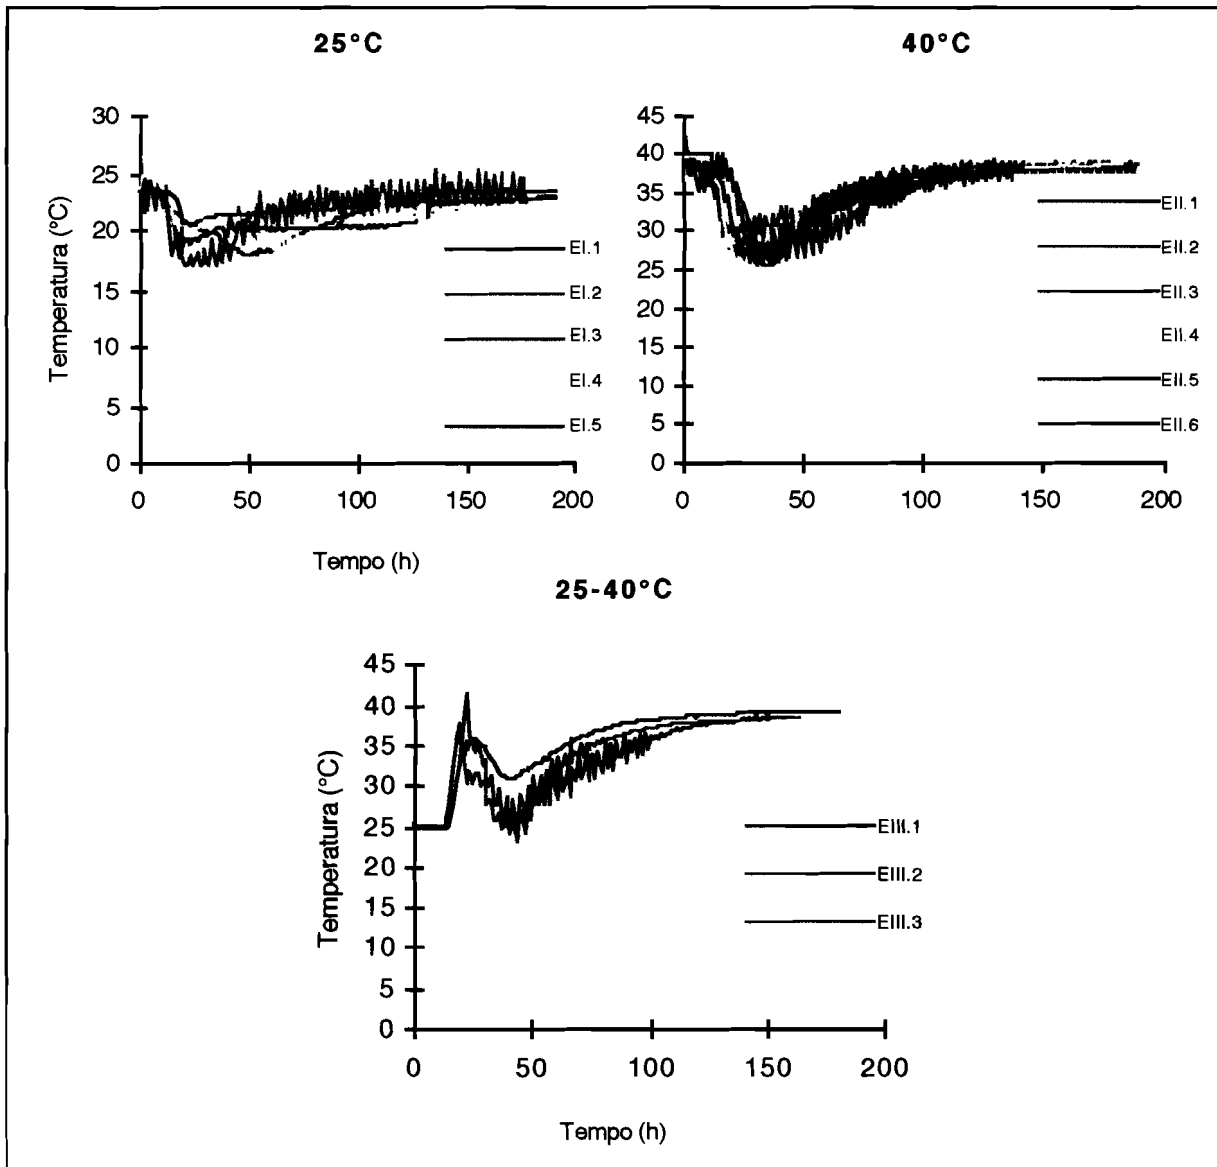 25°C
30
25
20
15
10
5
0
Temperatura (°C)
0 50 100 150 200
Tempo (h)
EI.1
EI.2
EI.3
EI.4
EI.5
40°C
45
40
35
30
25
20
15
10
5
0
0 50 100 150 200
EII.1
EII.2
EII.3
EII.4
EII.5
EII.6
25-40°C
45
40
35
30
25
20
15
10
5
0
Temperatura (°C)
0 50 100 150 200
Tempo (h)
EIII.1
EIII.2
EIII.3